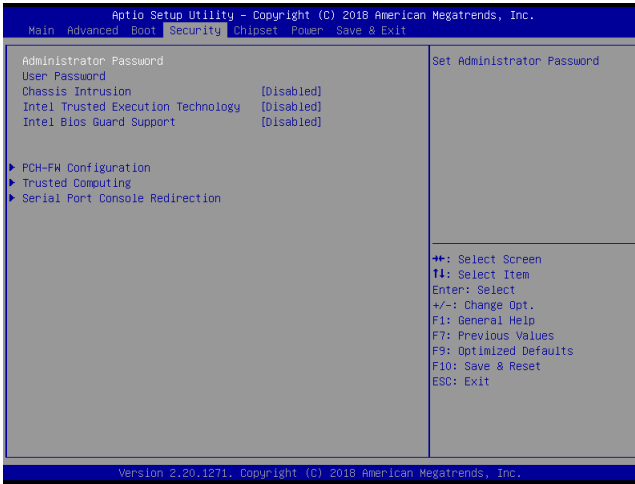 Aptio Setup Utility – Copyright (C) 2018 American Megatrends, Inc.
Main Advanced Boot Security Chipset Power Save & Exit
Administrator Password
User Password
Chassis Intrusion [Disabled]
Intel Trusted Execution Technology [Disabled]
Intel Bios Guard Support [Disabled]
▶ PCH-FW Configuration
▶ Trusted Computing
▶ Serial Port Console Redirection
Set Administrator Password
→←: Select Screen
↑↓: Select Item
Enter: Select
+/-: Change Opt.
F1: General Help
F7: Previous Values
F9: Optimized Defaults
F10: Save & Reset
ESC: Exit
Version 2.20.1271. Copyright (C) 2018 American Megatrends, Inc.